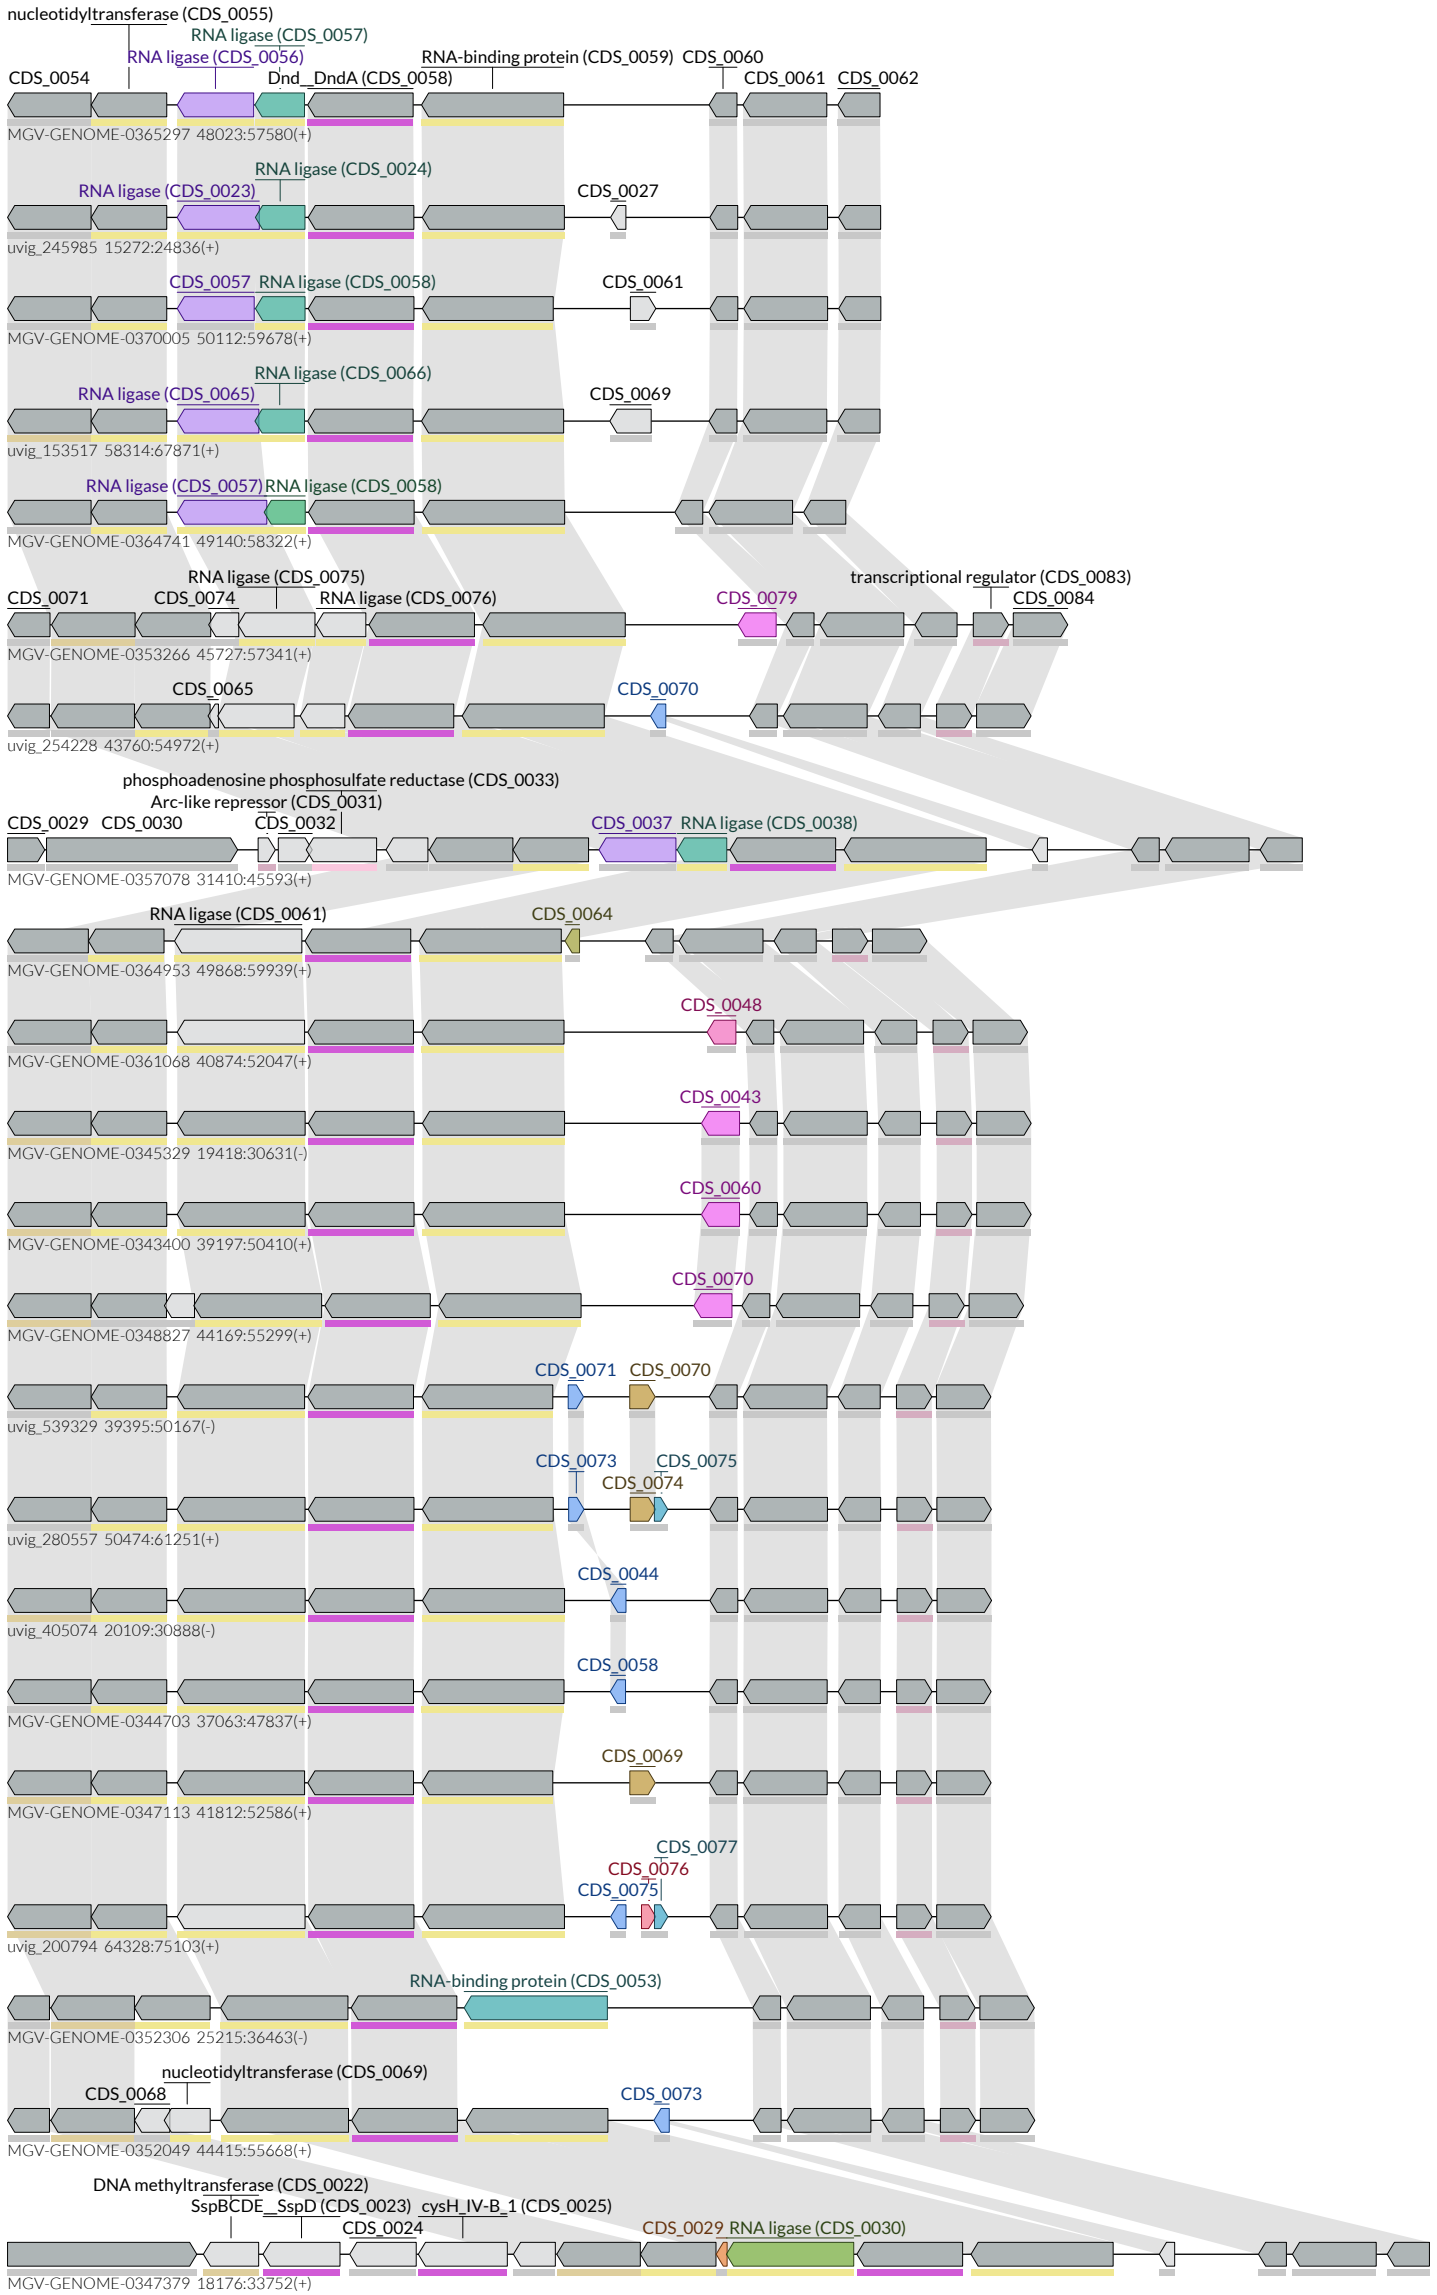 nucleotidyltransferase (CDS_0055)
RNA ligase (CDS_0057)
RNA ligase (CDS_0056) RNA-binding protein (CDS_0059) CDS_0060
CDS_0054 Dnd__DndA (CDS_0058) CDS_0061 CDS_0062
MGV-GENOME-0365297 48023:57580(+)
RNA ligase (CDS_0024)
RNA ligase (CDS_0023) CDS_0027
uvig_245985 15272:24836(+)
CDS_0057 RNA ligase (CDS_0058) CDS_0061
MGV-GENOME-0370005 50112:59678(+)
RNA ligase (CDS_0066)
RNA ligase (CDS_0065) CDS_0069
uvig_153517 58314:67871(+)
RNA ligase (CDS_0057) RNA ligase (CDS_0058)
MGV-GENOME-0364741 49140:58322(+)
RNA ligase (CDS_0075) transcriptional regulator (CDS_0083)
CDS_0071 CDS_0074 RNA ligase (CDS_0076) CDS_0079 CDS_0084
MGV-GENOME-0353266 45727:57341(+)
CDS_0065 CDS_0070
uvig_254228 43760:54972(+)
phosphoadenosine phosphosulfate reductase (CDS_0033)
Arc-like repressor (CDS_0031)
CDS_0029 CDS_0030 CDS_0032 CDS_0037 RNA ligase (CDS_0038)
MGV-GENOME-0357078 31410:45593(+)
RNA ligase (CDS_0061) CDS_0064
MGV-GENOME-0364953 49868:59939(+)
CDS_0048
MGV-GENOME-0361068 40874:52047(+)
CDS_0043
MGV-GENOME-0345329 19418:30631(-)
CDS_0060
MGV-GENOME-0343400 39197:50410(+)
CDS_0070
MGV-GENOME-0348827 44169:55299(+)
CDS_0071 CDS_0070
uvig_539329 39395:50167(-)
CDS_0073 CDS_0075
CDS_0074
uvig_280557 50474:61251(+)
CDS_0044
uvig_405074 20109:30888(-)
CDS_0058
MGV-GENOME-0344703 37063:47837(+)
CDS_0069
MGV-GENOME-0347113 41812:52586(+)
CDS_0077
CDS_0076
CDS_0075
uvig_200794 64328:75103(+)
RNA-binding protein (CDS_0053)
MGV-GENOME-0352306 25215:36463(-)
nucleotidyltransferase (CDS_0069)
CDS_0068 CDS_0073
MGV-GENOME-0352049 44415:55668(+)
DNA methyltransferase (CDS_0022)
SspBCDE__SspD (CDS_0023) cysH_IV-B_1 (CDS_0025)
CDS_0024 CDS_0029 RNA ligase (CDS_0030)
MGV-GENOME-0347379 18176:33752(+)